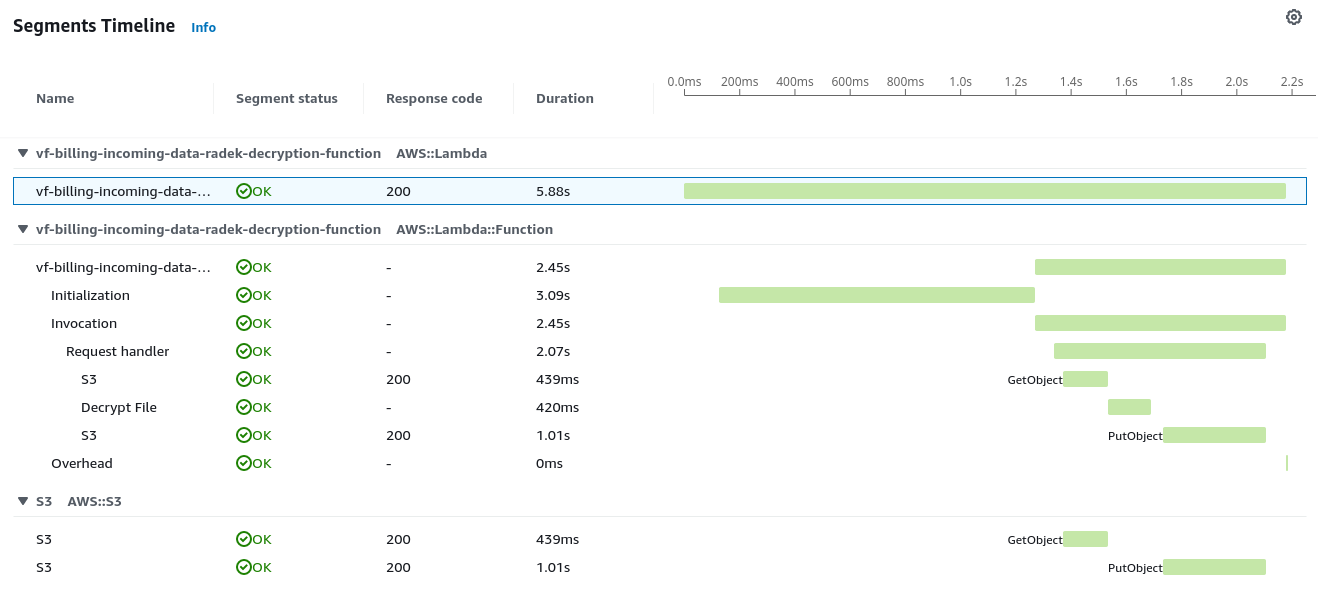 Segments Timeline Info
0.0ms 200ms 400ms 600ms 800ms 1.0s 1.2s 1.4s 1.6s 1.8s 2.0s 2.2s
Name Segment status Response code Duration
vf-billing-incoming-data-radek-decryption-function AWS::Lambda
vf-billing-incoming-data-... OK 200 5.88s
vf-billing-incoming-data-radek-decryption-function AWS::Lambda::Function
vf-billing-incoming-data-... OK - 2.45s
Initialization OK - 3.09s
Invocation OK - 2.45s
Request handler OK - 2.07s
S3 OK 200 439ms GetObject
Decrypt File OK - 420ms
S3 OK 200 1.01s PutObject
Overhead OK - 0ms
S3 AWS::S3
S3 OK 200 439ms GetObject
S3 OK 200 1.01s PutObject